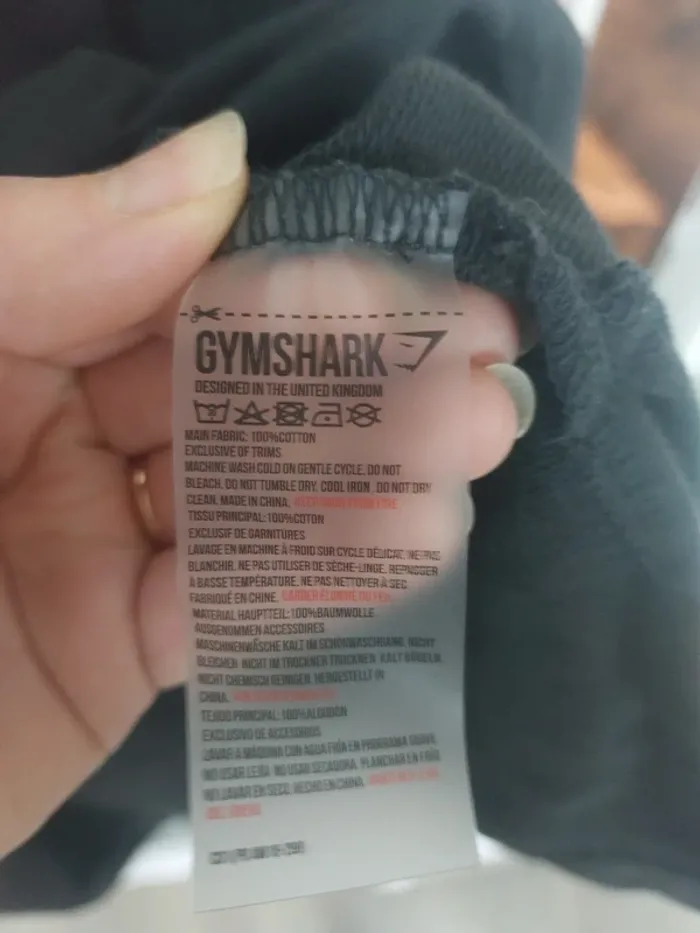 GYMSHARK
DESIGNED IN THE UNITED KINGDOM
MAIN FABRIC: 100%COTTON
EXCLUSIVE OF TRIMS
MACHINE WASH COLD ON GENTLE CYCLE, DO NOT
BLEACH. DO NOT TUMBLE DRY. COOL IRON. DO NOT DRY
CLEAN. MADE IN CHINA. KEEP AWAY FROM FIRE
TISSU PRINCIPAL: 100%COTON
EXCLUSIF DE GARNITURES
LAVAGE EN MACHINE À FROID SUR CYCLE DÉLICAT. NE PAS
BLANCHIR. NE PAS UTILISER DE SÈCHE-LINGE. REPASSER
À BASSE TEMPÉRATURE, NE PAS NETTOYER À SEC
FABRIQUÉ EN CHINE.
MATERIAL HAUPTTEIL: 100%BAUMWOLLE
AUSGENOMMEN ACCESSOIRES
MASCHINENWÄSCHE KALT IM SCHONWASCHGANG. NICHT
BLEICHEN NICHT IM TROCKNER TROCKNEN KALT BÜGELN.
NICHT CHEMISCH REINIGEN. HERGESTELLT IN
CHINA.
TEJIDO PRINCIPAL: 100%ALGODÓN
EXCLUSIVO DE ACCESORIOS
LAVAR A MÁQUINA CON AGUA FRÍA EN PROGRAMA SUAVE,
NO USAR LEJÍA NO USAR SECADORA. PLANCHAR EN FRÍO
NO LAVAR EN SECO. HECHO EN CHINA.